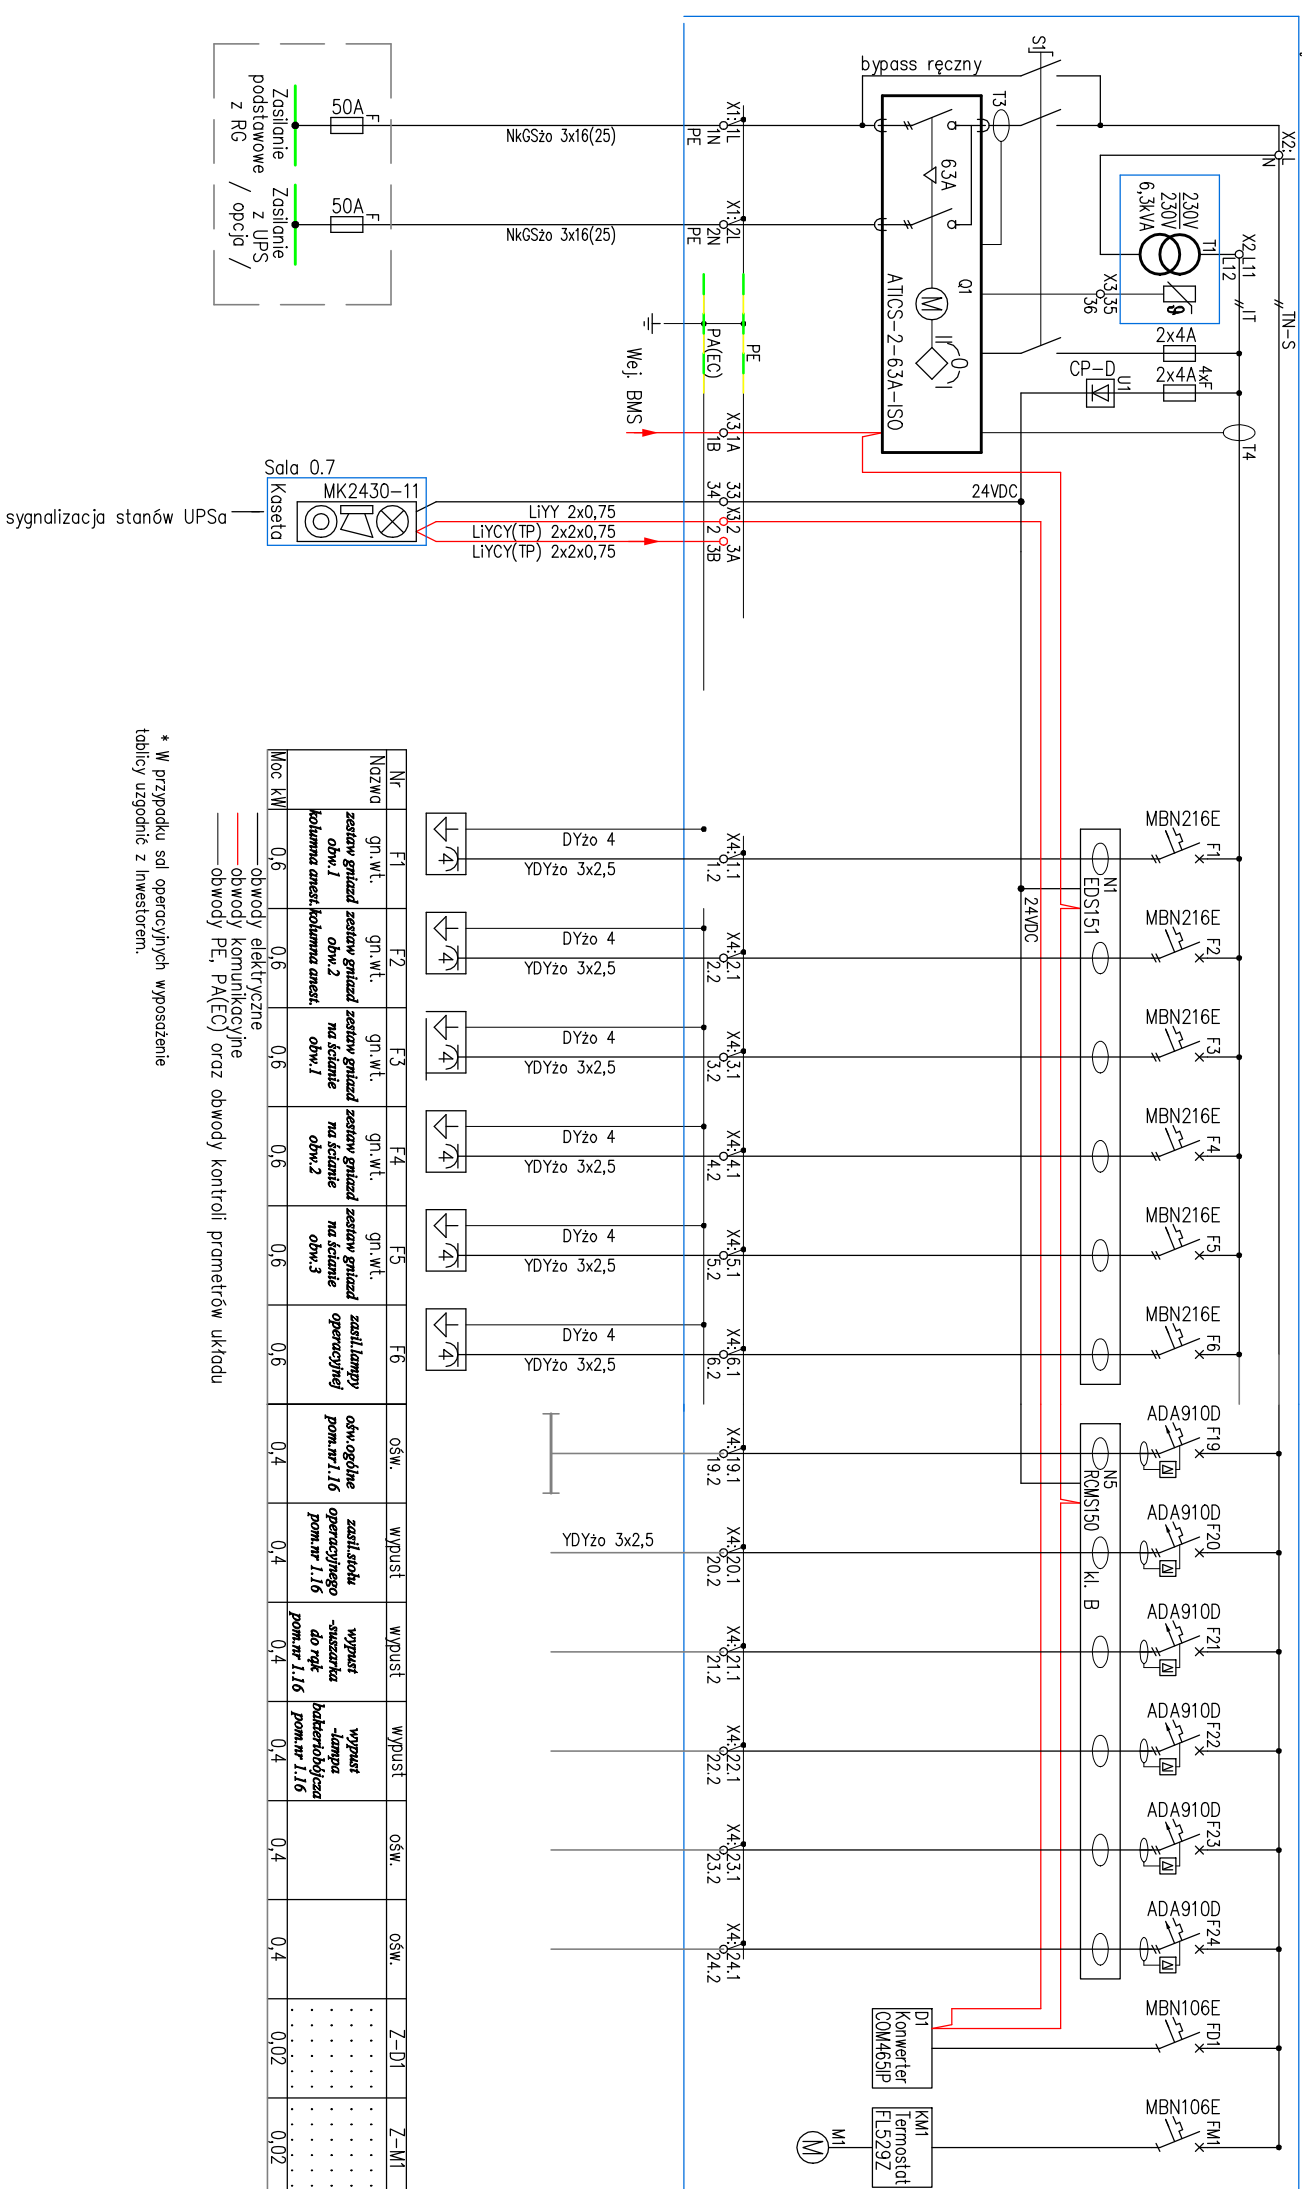 S1
bypass ręczny
T3
X2: L
N
Zasilanie
podstawowe
z RG
50A
F
NkGSżo 3x16(25)
X1: 1L
1N
PE
63A
Zasilanie
z UPS
/ opcja /
50A
F
NkGSżo 3x16(25)
X1: 2L
2N
PE
230V
230V
6,3kVA
T1
X2 L11
L12
X3 35
36
IT
TN-S
Q1
M
ATICS-2-63A-ISO
0
I
II
PA(EC)
PE
2x4A
2x4A
4xF
CP-D
U1
Wej. BMS
X3 1A
1B
T4
Sala 0.7
MK2430-11
Kaseta
sygnalizacja stanów UPSa
24VDC
33
34
LiYY 2x0,75
X3 2
2
LiYCY(TP) 2x2x0,75
3A
3B
LiYCY(TP) 2x2x0,75
* W przypadku sal operacyjnych wyposażenie
tablicy uzgodnić z Inwestorem.
obwody elektryczne
obwody komunikacyjne
obwody PE, PA(EC) oraz obwody kontroli prametrów układu
Nr
Nazwa
Moc kW
MBN216E
F1
N1
EDS151
24VDC
X4: 1.1
1.2
DYżo 4
YDYżo 3x2,5
4
F1
gn.wt.
zestaw gniazd
obw.1
kolumna anest.
0,6
MBN216E
F2
X4: 2.1
2.2
DYżo 4
YDYżo 3x2,5
4
F2
gn.wt.
zestaw gniazd
obw.2
kolumna anest.
0,6
MBN216E
F3
X4: 3.1
3.2
DYżo 4
YDYżo 3x2,5
4
F3
gn.wt.
zestaw gniazd
na ścianie
obw.1
0,6
MBN216E
F4
X4: 4.1
4.2
DYżo 4
YDYżo 3x2,5
4
F4
gn.wt.
zestaw gniazd
na ścianie
obw.2
0,6
MBN216E
F5
X4: 5.1
5.2
DYżo 4
YDYżo 3x2,5
4
F5
gn.wt.
zestaw gniazd
na ścianie
obw.3
0,6
MBN216E
F6
X4: 6.1
6.2
DYżo 4
YDYżo 3x2,5
4
F6
zasil.lampy
operacyjnej
0,6
ADA910D
F19
N5
RCMS150 kl. B
X4: 19.1
19.2
ośw.
ośw.ogólne
pom.nr1.16
0,4
ADA910D
F20
X4: 20.1
20.2
YDYżo 3x2,5
wypust
zasil.stołu
operacyjnego
pom.nr 1.16
0,4
ADA910D
F21
X4: 21.1
21.2
wypust
wypust
-suszarka
do rąk
pom.nr 1.16
0,4
ADA910D
F22
X4: 22.1
22.2
wypust
wypust
-lampa
bakteriobójcza
pom.nr 1.16
0,4
ADA910D
F23
X4: 23.1
23.2
ośw.
0,4
ADA910D
F24
X4: 24.1
24.2
ośw.
0,4
MBN106E
FD1
D1
Konwerter
COM465IP
Z-D1
0,02
MBN106E
FM1
KM1
Termostat
FL529Z
M1
M
Z-M1
0,02